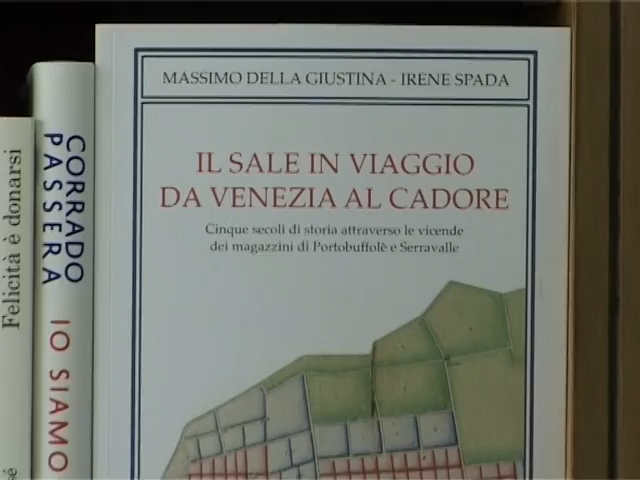 Felicità è donarsi
CORRADO
PASSERA
IO SIAMO
MASSIMO DELLA GIUSTINA - IRENE SPADA
IL SALE IN VIAGGIO
DA VENEZIA AL CADORE
Cinque secoli di storia attraverso le vicende
dei magazzini di Portobuffolè e Serravalle